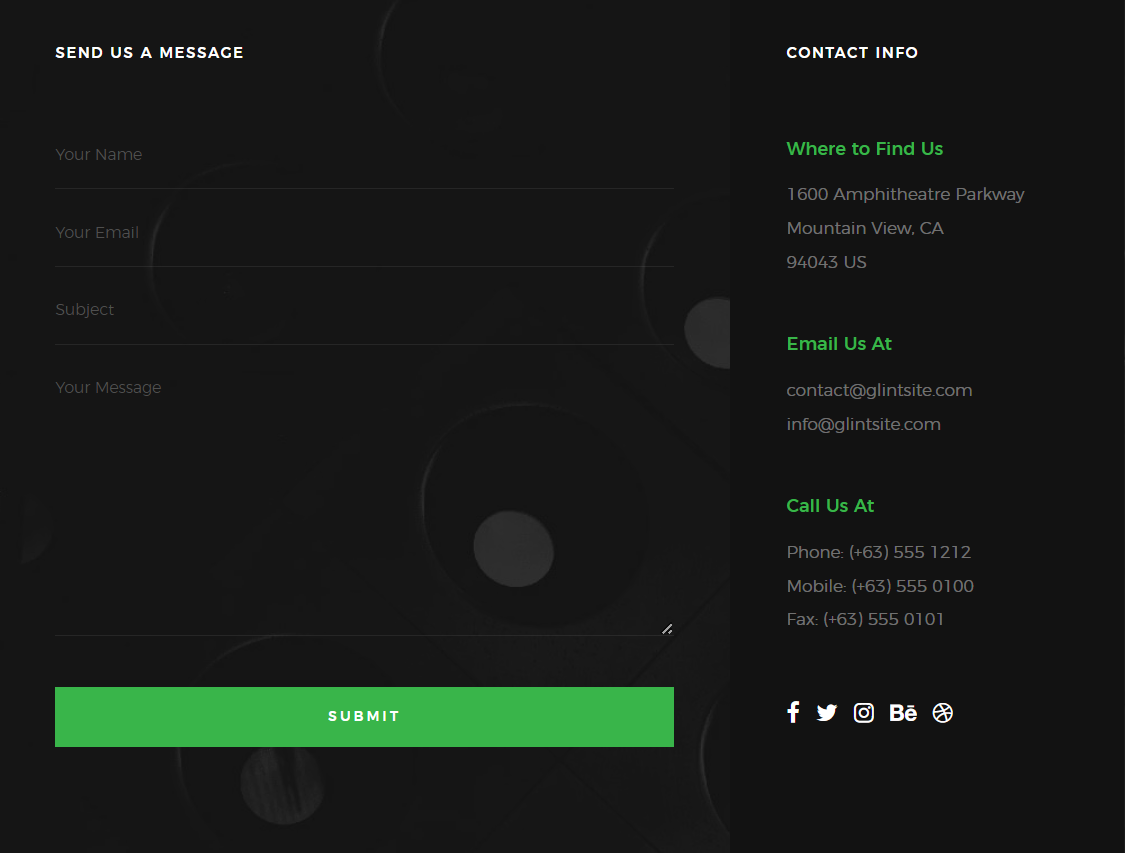 SEND US A MESSAGE
Your Name
Your Email
Subject
Your Message
SUBMIT
CONTACT INFO
Where to Find Us
1600 Amphitheatre Parkway
Mountain View, CA
94043 US
Email Us At
contact@glintsite.com
info@glintsite.com
Call Us At
Phone: (+63) 555 1212
Mobile: (+63) 555 0100
Fax: (+63) 555 0101